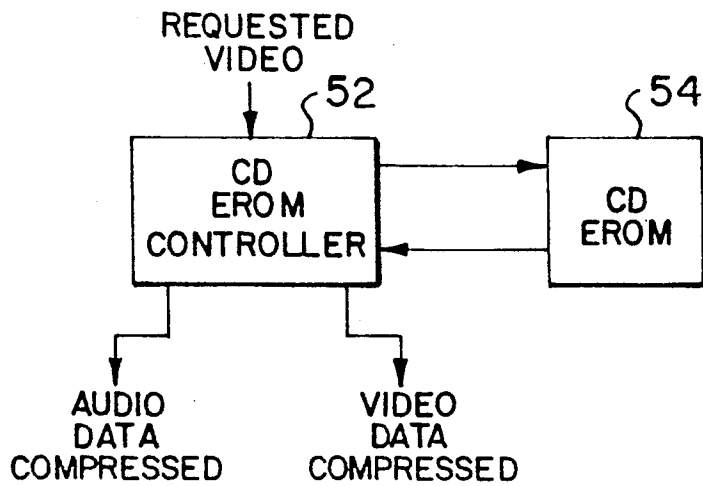 REQUESTED
VIDEO
52
54
CD
EROM
CONTROLLER
CD
EROM
AUDIO
DATA
COMPRESSED
VIDEO
DATA
COMPRESSED